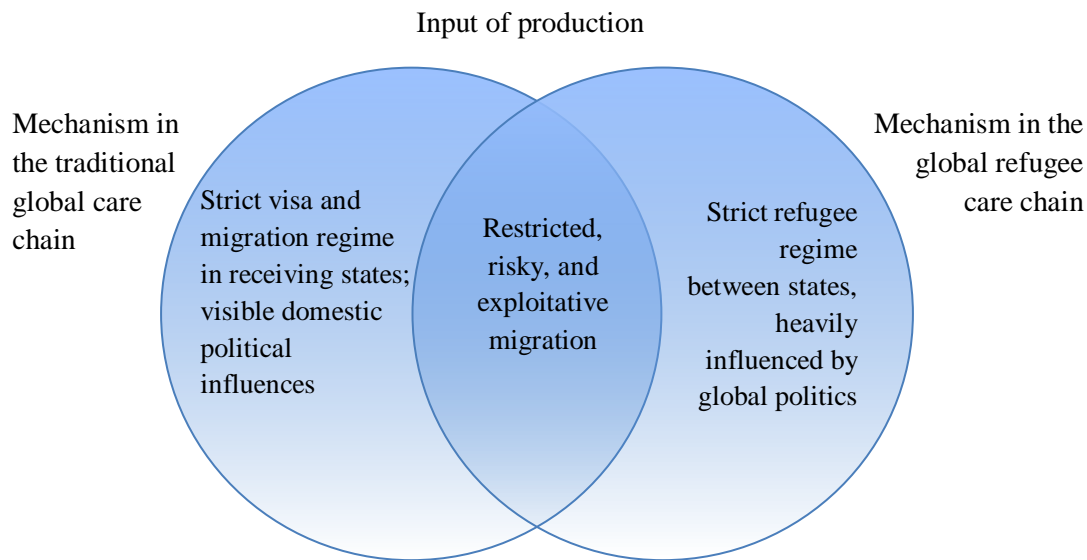 Input of production
Mechanism in
the traditional
global care
chain
Mechanism in the
global refugee
care chain
Strict visa and
migration regime
in receiving states;
visible domestic
political
influences
Restricted,
risky, and
exploitative
migration
Strict refugee
regime
between states,
heavily
influenced by
global politics